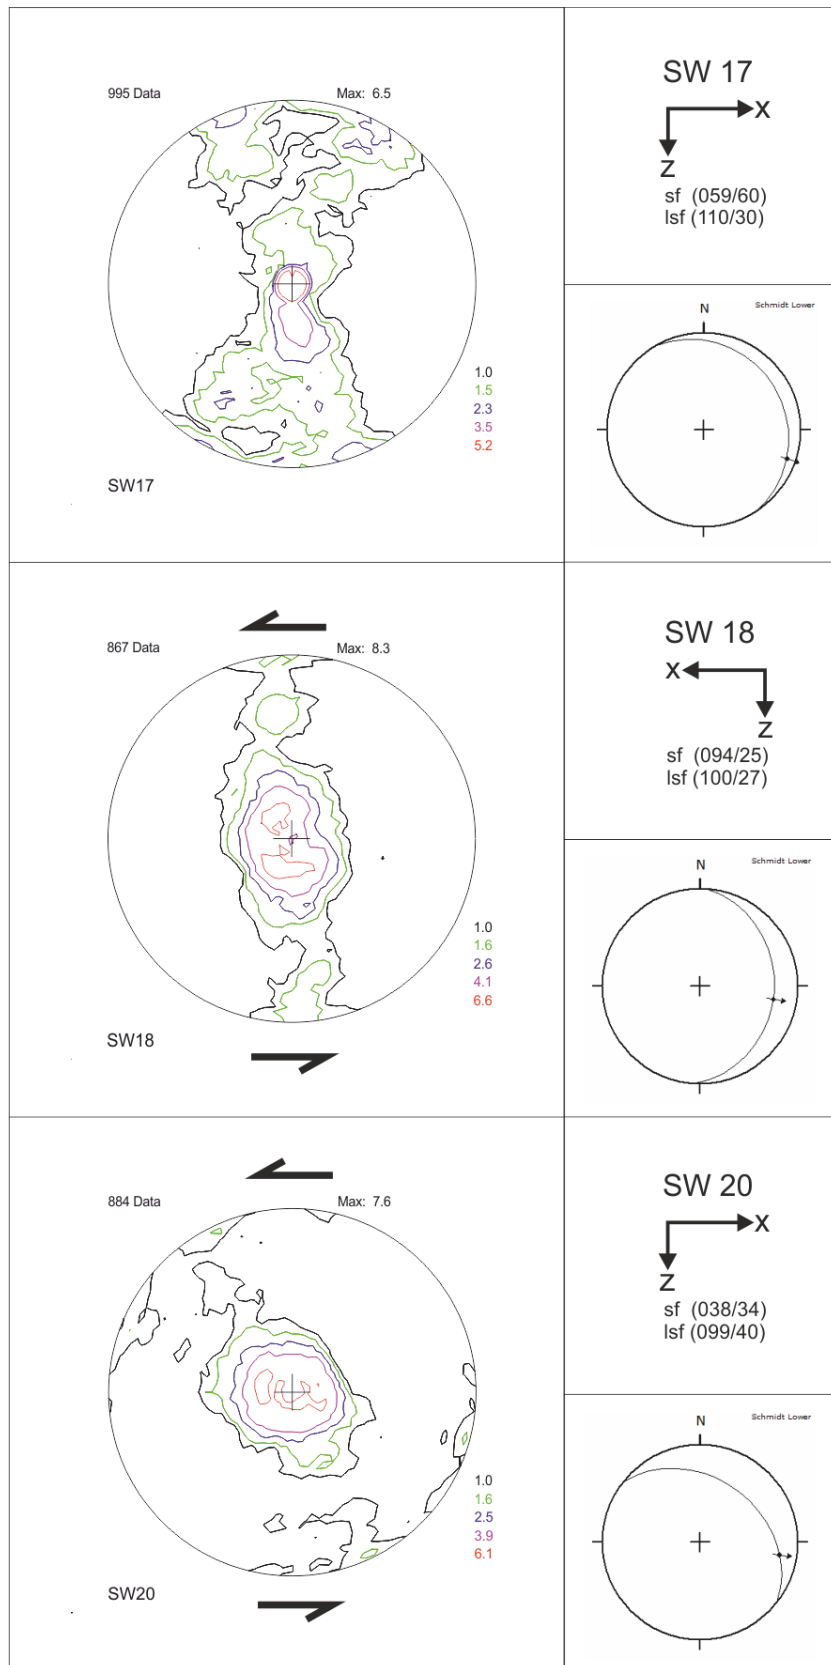 995 Data Max: 6.5
1.0
1.5
2.3
3.5
5.2
SW17
SW 17
X
Z
sf (059/60)
lsf (110/30)
N Schmidt Lower
867 Data Max: 8.3
1.0
1.6
2.6
4.1
6.6
SW18
SW 18
X
Z
sf (094/25)
lsf (100/27)
N Schmidt Lower
884 Data Max: 7.6
1.0
1.6
2.5
3.9
6.1
SW20
SW 20
X
Z
sf (038/34)
lsf (099/40)
N Schmidt Lower